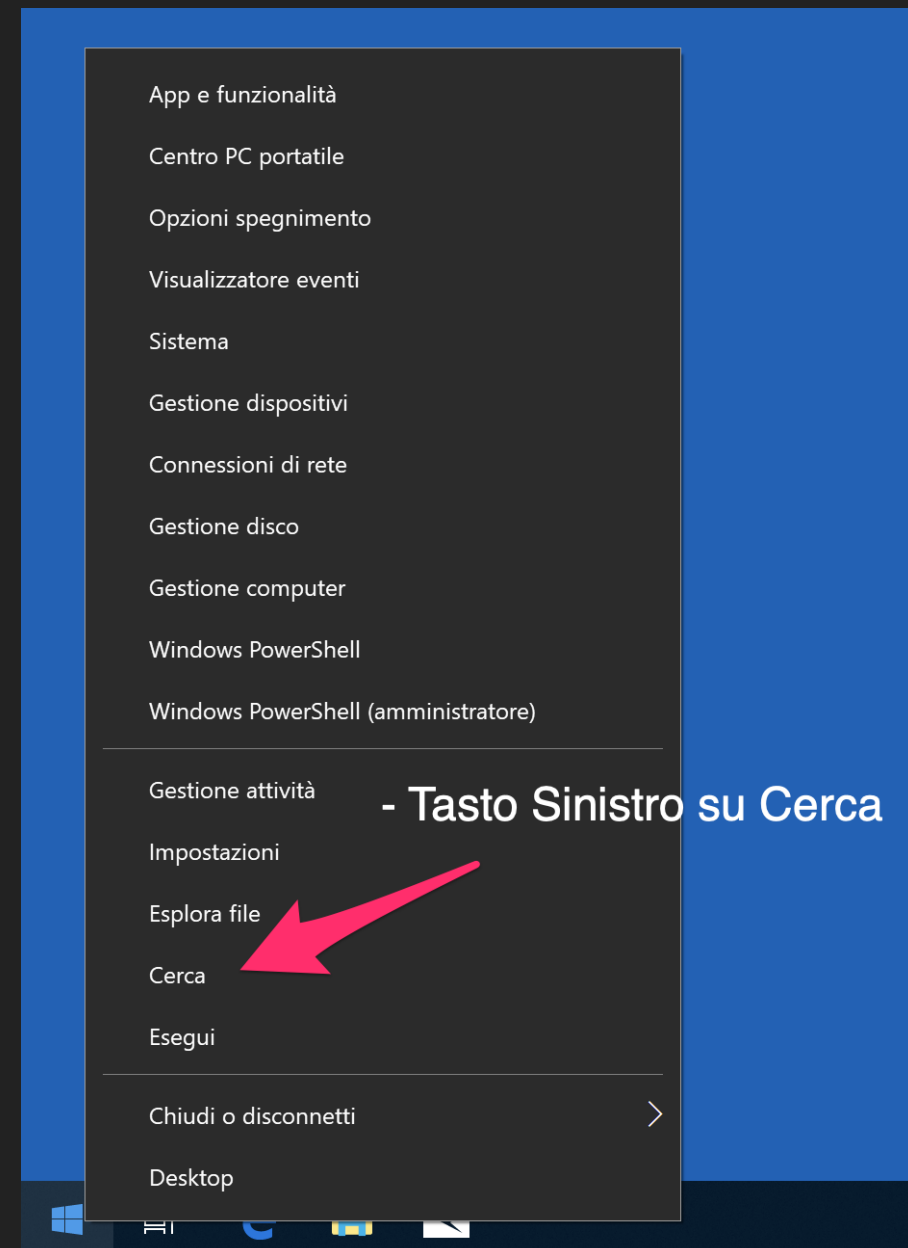 App e funzionalità
Centro PC portatile
Opzioni spegnimento
Visualizzatore eventi
Sistema
Gestione dispositivi
Connessioni di rete
Gestione disco
Gestione computer
Windows PowerShell
Windows PowerShell (amministratore)
Gestione attività
- Tasto Sinistro su Cerca
Impostazioni
Esplora file
Cerca
Esegui
Chiudi o disconnetti
Desktop